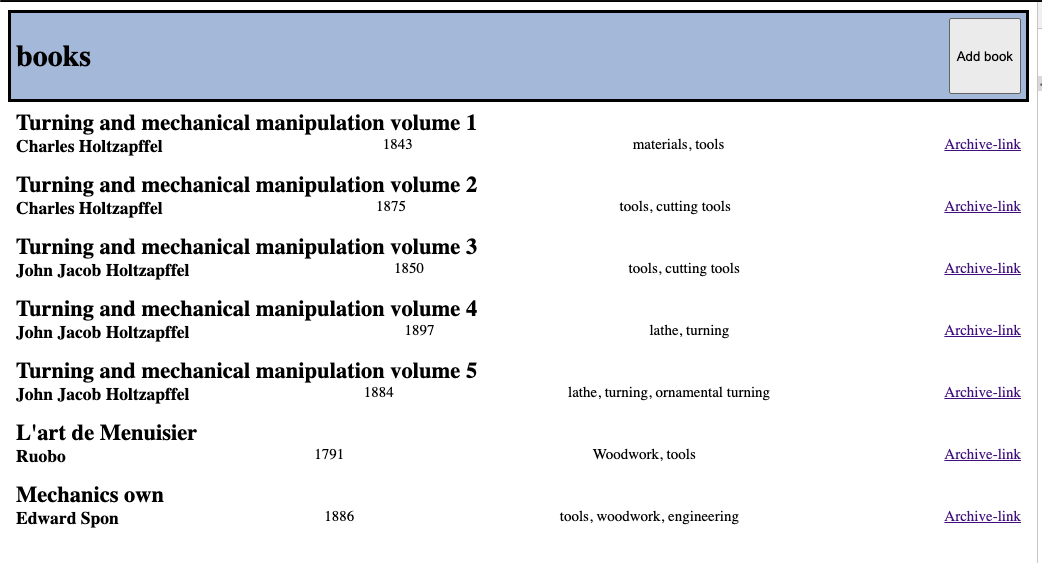 books
Add book
Turning and mechanical manipulation volume 1
Charles Holtzapffel 1843 materials, tools Archive-link
Turning and mechanical manipulation volume 2
Charles Holtzapffel 1875 tools, cutting tools Archive-link
Turning and mechanical manipulation volume 3
John Jacob Holtzapffel 1850 tools, cutting tools Archive-link
Turning and mechanical manipulation volume 4
John Jacob Holtzapffel 1897 lathe, turning Archive-link
Turning and mechanical manipulation volume 5
John Jacob Holtzapffel 1884 lathe, turning, ornamental turning Archive-link
L'art de Menuisier
Ruobo 1791 Woodwork, tools Archive-link
Mechanics own
Edward Spon 1886 tools, woodwork, engineering Archive-link